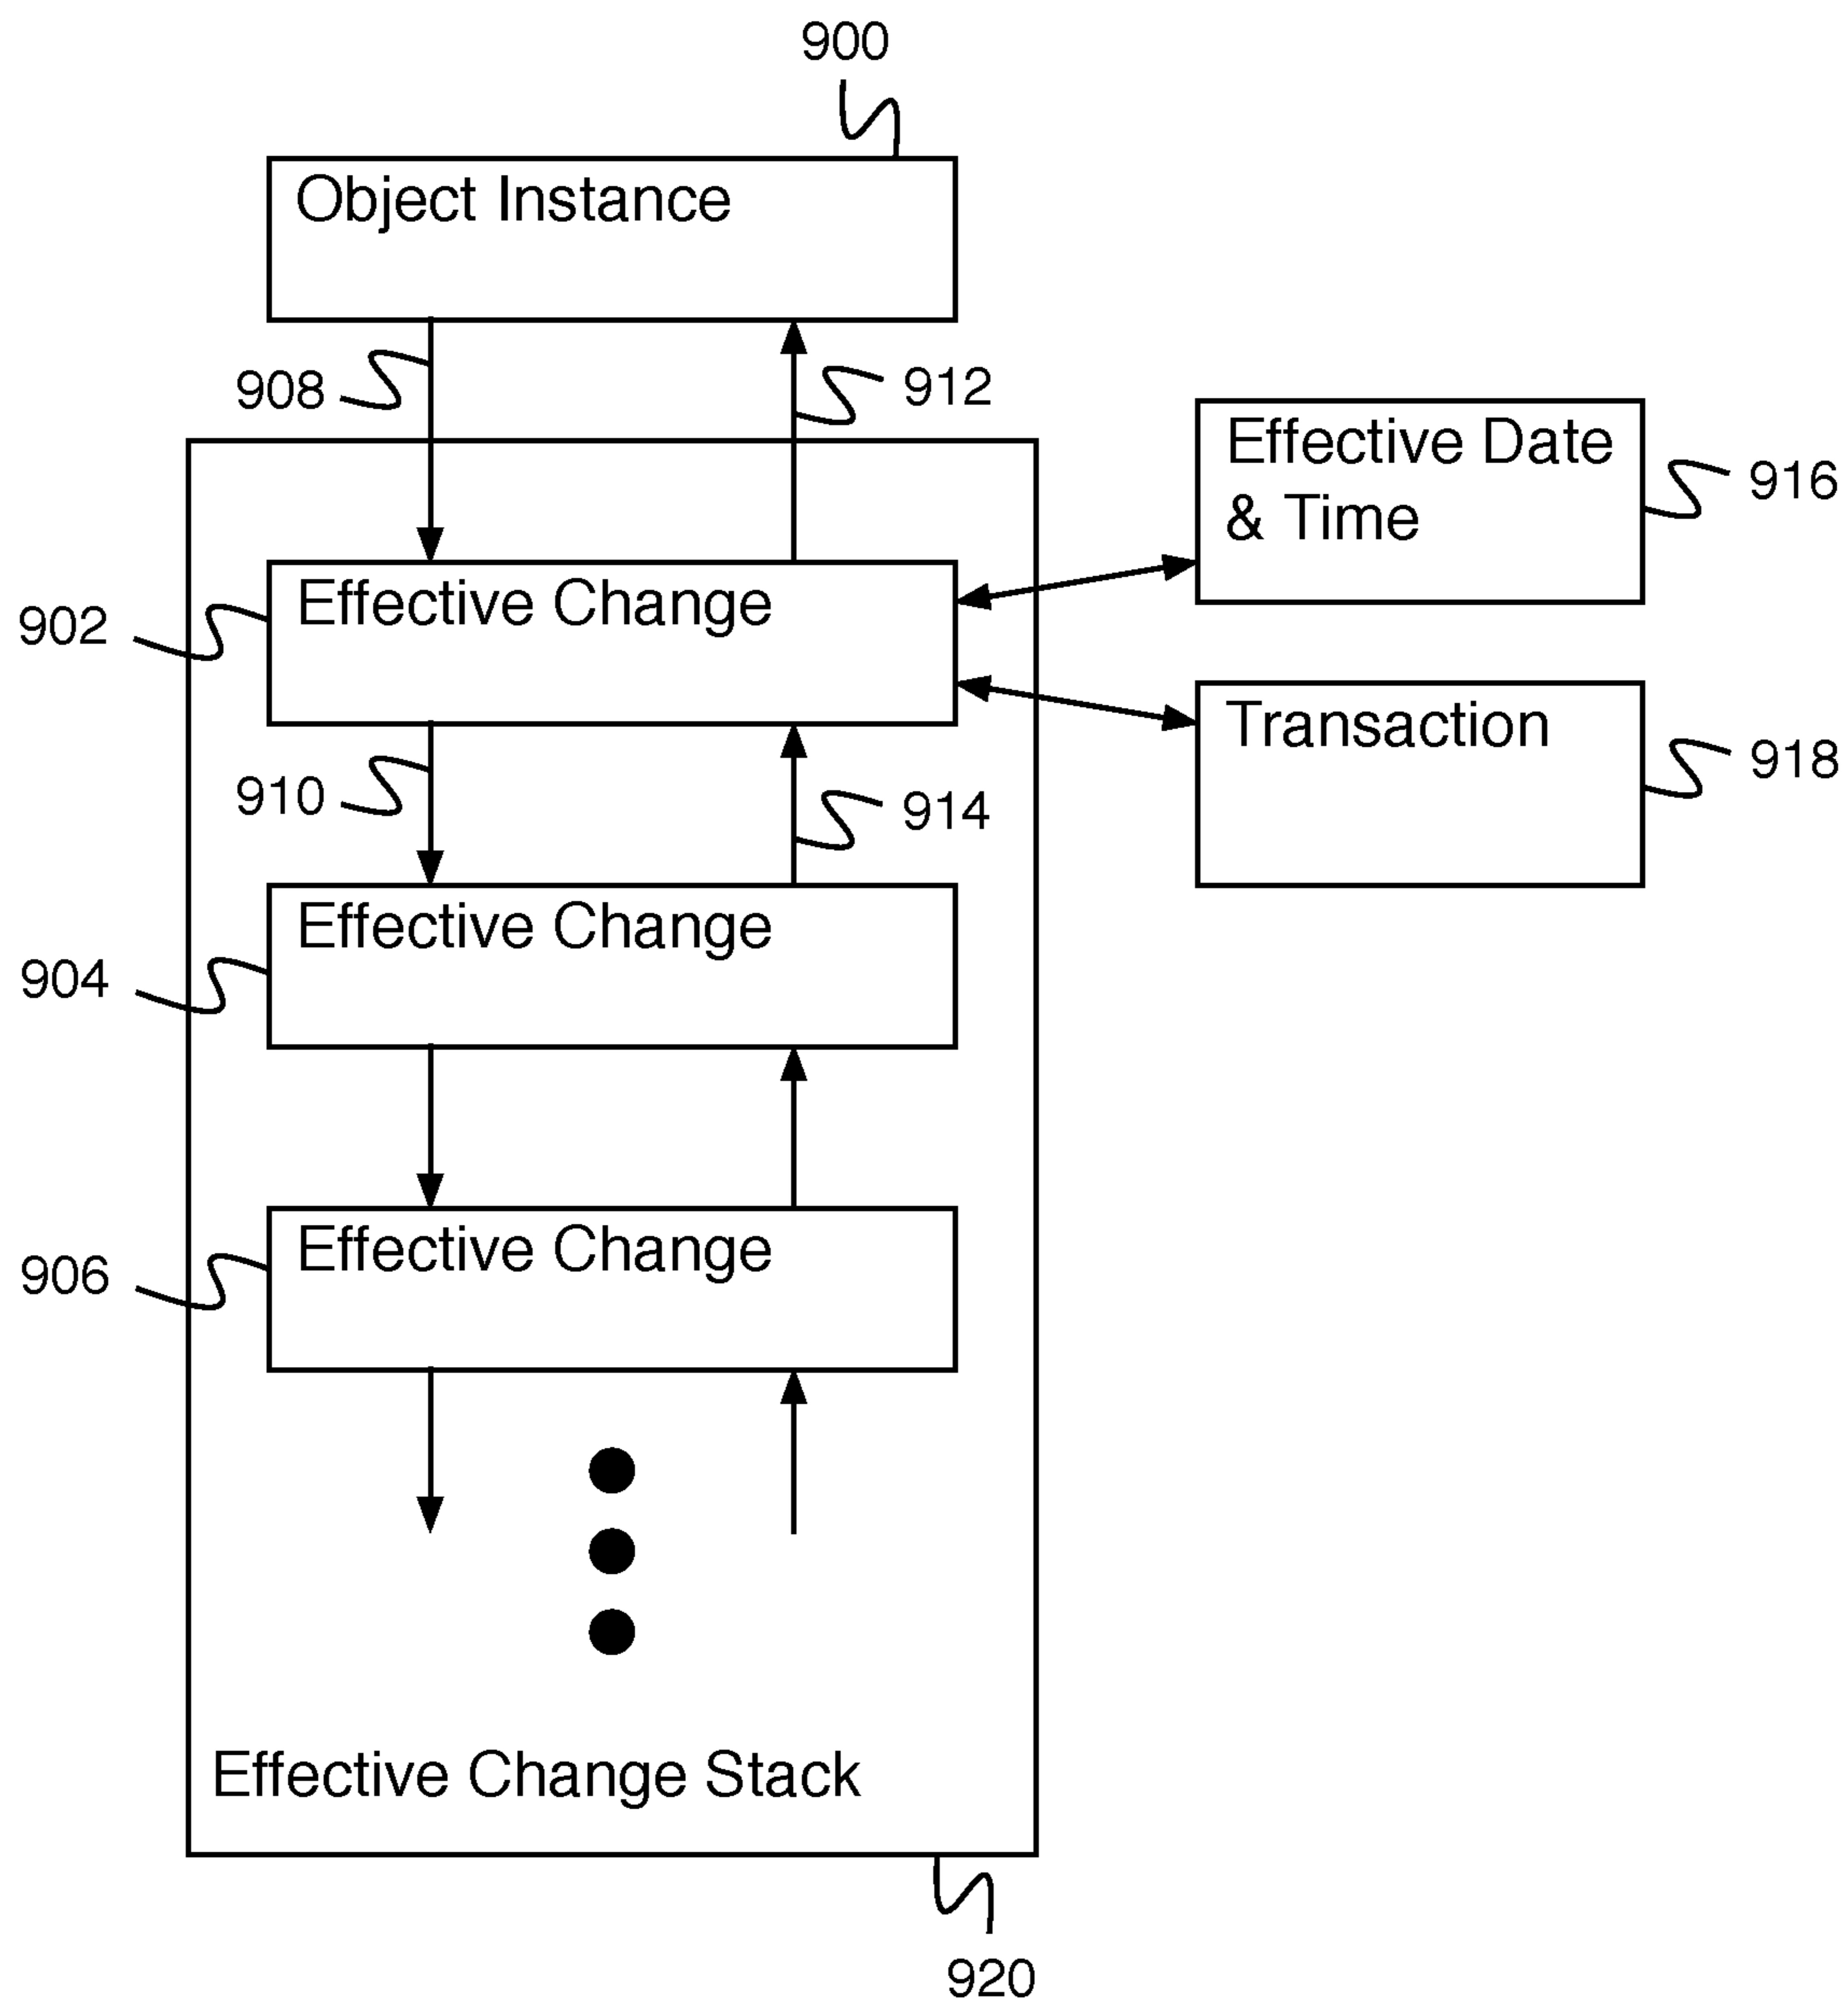 900
Object Instance
908
912
Effective Date
& Time
916
902
Effective Change
Transaction
918
910
914
904
Effective Change
906
Effective Change
Effective Change Stack
920